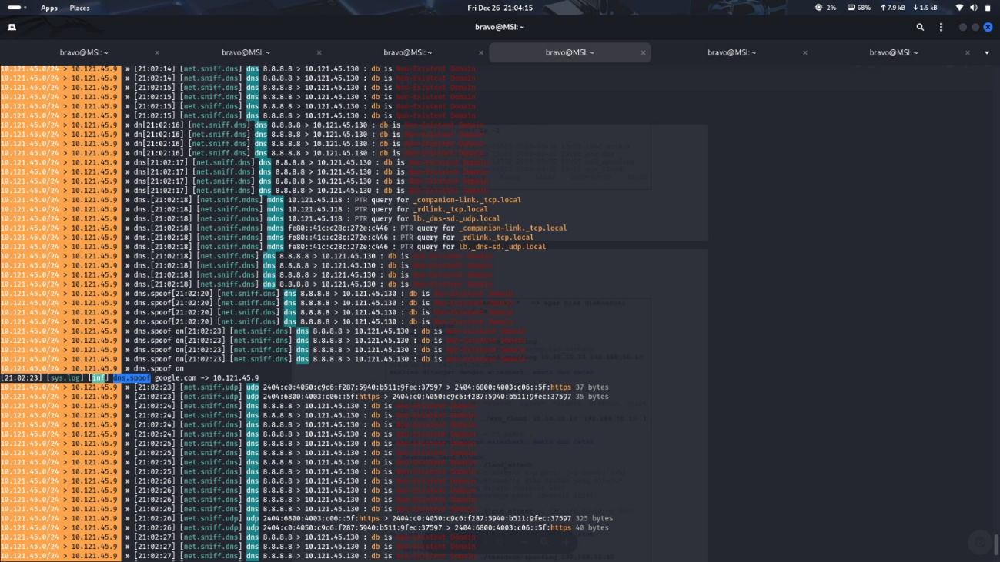 Apps Places Fri Dec 26 21:04:15 2% 68% 7.9 kB 1.5 kB
bravo@MSI: ~
bravo@MSI: ~ × bravo@MSI: ~ × bravo@MSI: ~ × bravo@MSI: ~ × bravo@MSI: ~ × bravo@MSI: ~ ×
10.121.45.0/24 > 10.121.45.9 » [21:02:14] [net.sniff.dns] dns 8.8.8.8 > 10.121.45.130 : db is Non-Existent Domain
10.121.45.0/24 > 10.121.45.9 » [21:02:14] [net.sniff.dns] dns 8.8.8.8 > 10.121.45.130 : db is Non-Existent Domain
10.121.45.0/24 > 10.121.45.9 » [21:02:15] [net.sniff.dns] dns 8.8.8.8 > 10.121.45.130 : db is Non-Existent Domain
10.121.45.0/24 > 10.121.45.9 » [21:02:15] [net.sniff.dns] dns 8.8.8.8 > 10.121.45.130 : db is Non-Existent Domain
10.121.45.0/24 > 10.121.45.9 » [21:02:15] [net.sniff.dns] dns 8.8.8.8 > 10.121.45.130 : db is Non-Existent Domain
10.121.45.0/24 > 10.121.45.9 » [21:02:15] [net.sniff.dns] dns 8.8.8.8 > 10.121.45.130 : db is Non-Existent Domain
10.121.45.0/24 > 10.121.45.9 » dn[21:02:16] [net.sniff.dns] dns 8.8.8.8 > 10.121.45.130 : db is Non-Existent Domain
10.121.45.0/24 > 10.121.45.9 » dn[21:02:16] [net.sniff.dns] dns 8.8.8.8 > 10.121.45.130 : db is Non-Existent Domain
10.121.45.0/24 > 10.121.45.9 » dn[21:02:16] [net.sniff.dns] dns 8.8.8.8 > 10.121.45.130 : db is Non-Existent Domain
10.121.45.0/24 > 10.121.45.9 » dn[21:02:16] [net.sniff.dns] dns 8.8.8.8 > 10.121.45.130 : db is Non-Existent Domain
10.121.45.0/24 > 10.121.45.9 » dns[21:02:17] [net.sniff.dns] dns 8.8.8.8 > 10.121.45.130 : db is Non-Existent Domain
10.121.45.0/24 > 10.121.45.9 » dns[21:02:17] [net.sniff.dns] dns 8.8.8.8 > 10.121.45.130 : db is Non-Existent Domain
10.121.45.0/24 > 10.121.45.9 » dns[21:02:17] [net.sniff.dns] dns 8.8.8.8 > 10.121.45.130 : db is Non-Existent Domain
10.121.45.0/24 > 10.121.45.9 » dns[21:02:17] [net.sniff.dns] dns 8.8.8.8 > 10.121.45.130 : db is Non-Existent Domain
10.121.45.0/24 > 10.121.45.9 » dns.[21:02:18] [net.sniff.mdns] mdns 10.121.45.118 : PTR query for _companion-link._tcp.local
10.121.45.0/24 > 10.121.45.9 » dns.[21:02:18] [net.sniff.mdns] mdns 10.121.45.118 : PTR query for _rdlink._tcp.local
10.121.45.0/24 > 10.121.45.9 » dns.[21:02:18] [net.sniff.mdns] mdns 10.121.45.118 : PTR query for lb._dns-sd._udp.local
10.121.45.0/24 > 10.121.45.9 » dns.[21:02:18] [net.sniff.mdns] mdns fe80::41c:c28c:272e:c446 : PTR query for _companion-link._tcp.local
10.121.45.0/24 > 10.121.45.9 » dns.[21:02:18] [net.sniff.mdns] mdns fe80::41c:c28c:272e:c446 : PTR query for _rdlink._tcp.local
10.121.45.0/24 > 10.121.45.9 » dns.[21:02:18] [net.sniff.mdns] mdns fe80::41c:c28c:272e:c446 : PTR query for lb._dns-sd._udp.local
10.121.45.0/24 > 10.121.45.9 » dns.[21:02:18] [net.sniff.dns] dns 8.8.8.8 > 10.121.45.130 : db is Non-Existent Domain
10.121.45.0/24 > 10.121.45.9 » dns.[21:02:18] [net.sniff.dns] dns 8.8.8.8 > 10.121.45.130 : db is Non-Existent Domain
10.121.45.0/24 > 10.121.45.9 » dns.[21:02:18] [net.sniff.dns] dns 8.8.8.8 > 10.121.45.130 : db is Non-Existent Domain
10.121.45.0/24 > 10.121.45.9 » dns.[21:02:18] [net.sniff.dns] dns 8.8.8.8 > 10.121.45.130 : db is Non-Existent Domain
10.121.45.0/24 > 10.121.45.9 » dns.spoof[21:02:20] [net.sniff.dns] dns 8.8.8.8 > 10.121.45.130 : db is Non-Existent Domain
10.121.45.0/24 > 10.121.45.9 » dns.spoof[21:02:20] [net.sniff.dns] dns 8.8.8.8 > 10.121.45.130 : db is Non-Existent Domain
10.121.45.0/24 > 10.121.45.9 » dns.spoof[21:02:20] [net.sniff.dns] dns 8.8.8.8 > 10.121.45.130 : db is Non-Existent Domain
10.121.45.0/24 > 10.121.45.9 » dns.spoof[21:02:20] [net.sniff.dns] dns 8.8.8.8 > 10.121.45.130 : db is Non-Existent Domain
10.121.45.0/24 > 10.121.45.9 » dns.spoof on[21:02:23] [net.sniff.dns] dns 8.8.8.8 > 10.121.45.130 : db is Non-Existent Domain
10.121.45.0/24 > 10.121.45.9 » dns.spoof on[21:02:23] [net.sniff.dns] dns 8.8.8.8 > 10.121.45.130 : db is Non-Existent Domain
10.121.45.0/24 > 10.121.45.9 » dns.spoof on[21:02:23] [net.sniff.dns] dns 8.8.8.8 > 10.121.45.130 : db is Non-Existent Domain
10.121.45.0/24 > 10.121.45.9 » dns.spoof on[21:02:23] [net.sniff.dns] dns 8.8.8.8 > 10.121.45.130 : db is Non-Existent Domain
10.121.45.0/24 > 10.121.45.9 » dns.spoof on
[21:02:23] [sys.log] [inf] dns.spoof google.com -> 10.121.45.9
10.121.45.0/24 > 10.121.45.9 » [21:02:23] [net.sniff.udp] udp 2404:c0:4050:c9c6:f287:5940:b511:9fec:37597 > 2404:6800:4003:c06::5f:https 37 bytes
10.121.45.0/24 > 10.121.45.9 » [21:02:23] [net.sniff.udp] udp 2404:6800:4003:c06::5f:https > 2404:c0:4050:c9c6:f287:5940:b511:9fec:37597 35 bytes
10.121.45.0/24 > 10.121.45.9 » [21:02:24] [net.sniff.dns] dns 8.8.8.8 > 10.121.45.130 : db is Non-Existent Domain
10.121.45.0/24 > 10.121.45.9 » [21:02:24] [net.sniff.dns] dns 8.8.8.8 > 10.121.45.130 : db is Non-Existent Domain
10.121.45.0/24 > 10.121.45.9 » [21:02:24] [net.sniff.dns] dns 8.8.8.8 > 10.121.45.130 : db is Non-Existent Domain
10.121.45.0/24 > 10.121.45.9 » [21:02:24] [net.sniff.dns] dns 8.8.8.8 > 10.121.45.130 : db is Non-Existent Domain
10.121.45.0/24 > 10.121.45.9 » [21:02:25] [net.sniff.dns] dns 8.8.8.8 > 10.121.45.130 : db is Non-Existent Domain
10.121.45.0/24 > 10.121.45.9 » [21:02:25] [net.sniff.dns] dns 8.8.8.8 > 10.121.45.130 : db is Non-Existent Domain
10.121.45.0/24 > 10.121.45.9 » [21:02:25] [net.sniff.dns] dns 8.8.8.8 > 10.121.45.130 : db is Non-Existent Domain
10.121.45.0/24 > 10.121.45.9 » [21:02:25] [net.sniff.dns] dns 8.8.8.8 > 10.121.45.130 : db is Non-Existent Domain
10.121.45.0/24 > 10.121.45.9 » [21:02:26] [net.sniff.dns] dns 8.8.8.8 > 10.121.45.130 : db is Non-Existent Domain
10.121.45.0/24 > 10.121.45.9 » [21:02:26] [net.sniff.dns] dns 8.8.8.8 > 10.121.45.130 : db is Non-Existent Domain
10.121.45.0/24 > 10.121.45.9 » [21:02:26] [net.sniff.dns] dns 8.8.8.8 > 10.121.45.130 : db is Non-Existent Domain
10.121.45.0/24 > 10.121.45.9 » [21:02:26] [net.sniff.dns] dns 8.8.8.8 > 10.121.45.130 : db is Non-Existent Domain
10.121.45.0/24 > 10.121.45.9 » [21:02:26] [net.sniff.udp] udp 2404:6800:4003:c06::5f:https > 2404:c0:4050:c9c6:f287:5940:b511:9fec:37597 325 bytes
10.121.45.0/24 > 10.121.45.9 » [21:02:26] [net.sniff.udp] udp 2404:c0:4050:c9c6:f287:5940:b511:9fec:37597 > 2404:6800:4003:c06::5f:https 40 bytes
10.121.45.0/24 > 10.121.45.9 » [21:02:27] [net.sniff.dns] dns 8.8.8.8 > 10.121.45.130 : db is Non-Existent Domain
10.121.45.0/24 > 10.121.45.9 » [21:02:27] [net.sniff.dns] dns 8.8.8.8 > 10.121.45.130 : db is Non-Existent Domain
10.121.45.0/24 > 10.121.45.9 » [21:02:27] [net.sniff.dns] dns 8.8.8.8 > 10.121.45.130 : db is Non-Existent Domain